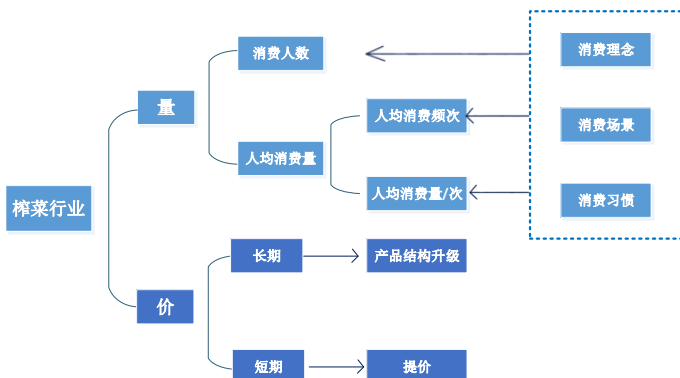 消费人数
消费理念
量
人均消费频次
消费场景
人均消费量
人均消费量/次
消费习惯
榨菜行业
长期
产品结构升级
价
短期
提价